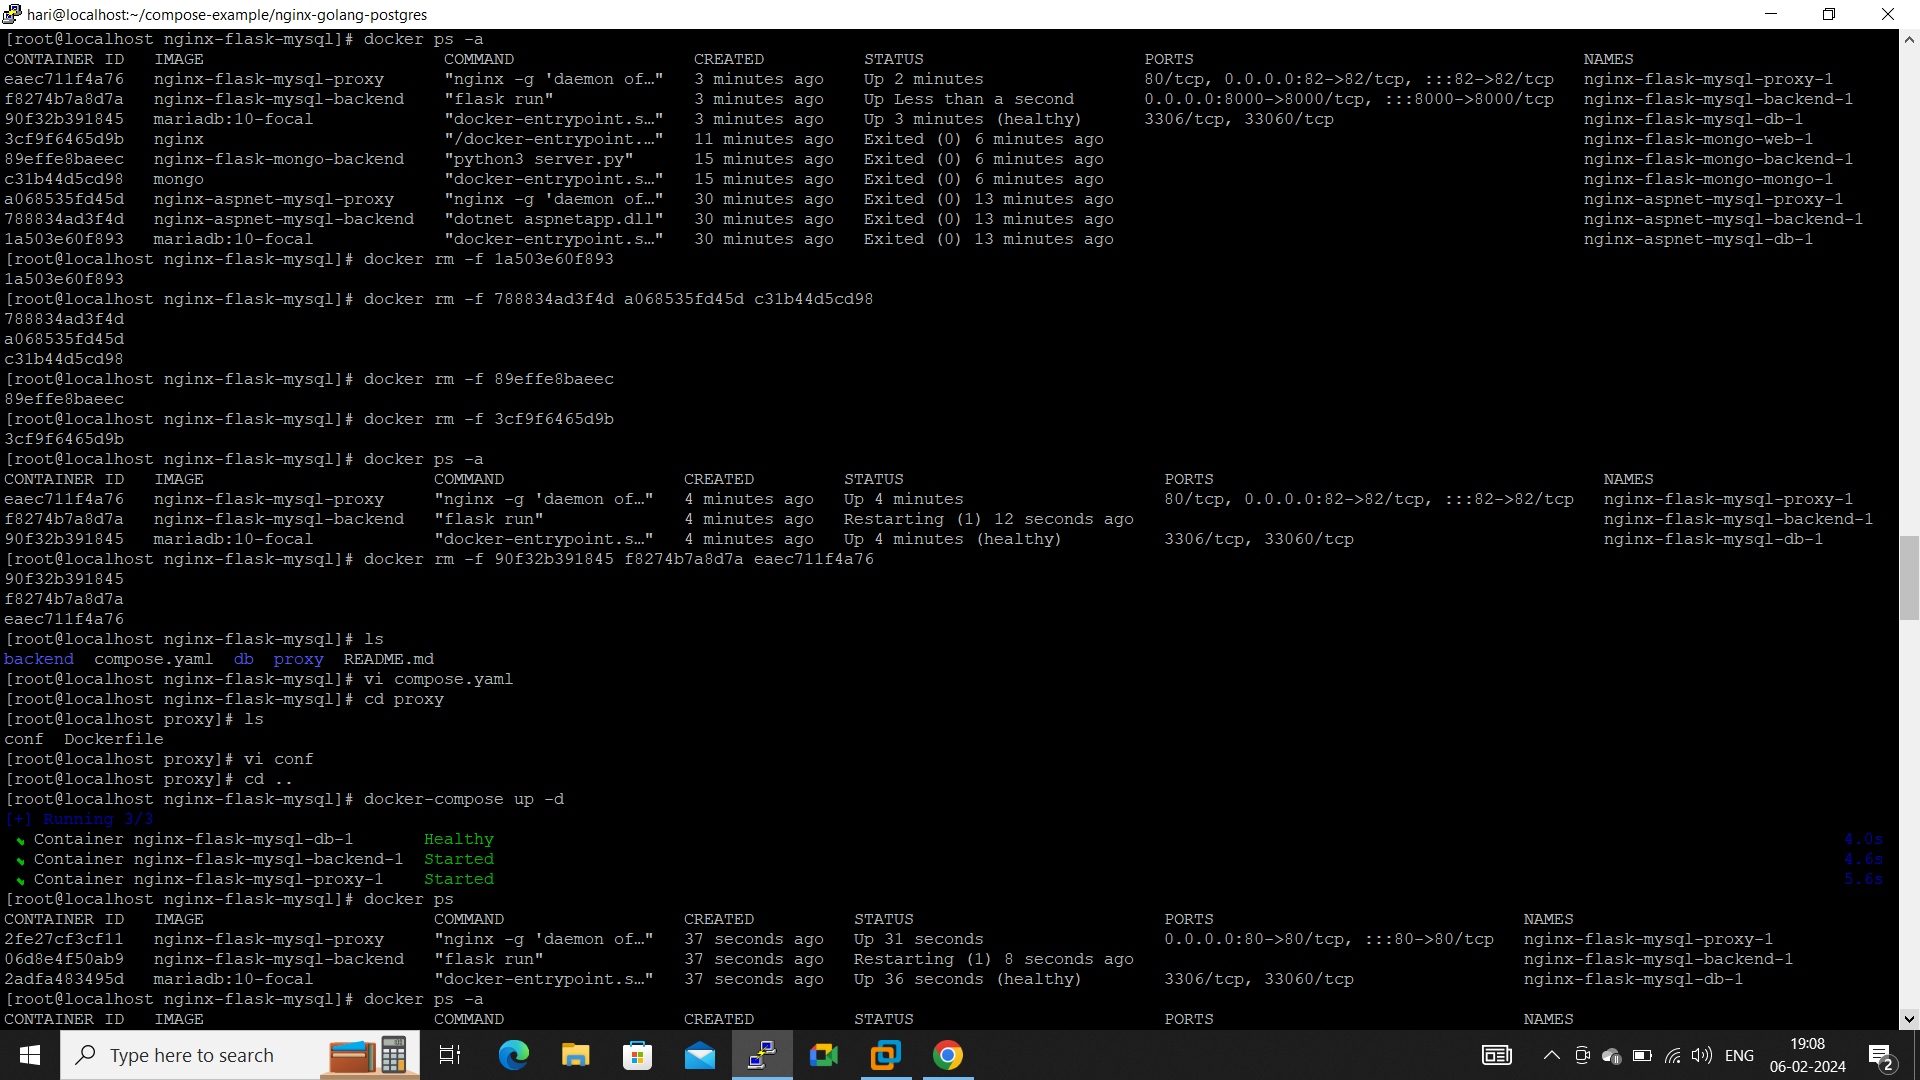 hari@localhost:~/compose-example/nginx-golang-postgres
[root@localhost nginx-flask-mysql]# docker ps -a
CONTAINER ID   IMAGE                        COMMAND                  CREATED          STATUS                      PORTS                                       NAMES
eaec711f4a76   nginx-flask-mysql-proxy      "nginx -g 'daemon of…"   3 minutes ago    Up 2 minutes                80/tcp, 0.0.0.0:82->82/tcp, :::82->82/tcp   nginx-flask-mysql-proxy-1
f8274b7a8d7a   nginx-flask-mysql-backend    "flask run"              3 minutes ago    Up Less than a second       0.0.0.0:8000->8000/tcp, :::8000->8000/tcp   nginx-flask-mysql-backend-1
90f32b391845   mariadb:10-focal             "docker-entrypoint.s…"   3 minutes ago    Up 3 minutes (healthy)      3306/tcp, 33060/tcp                         nginx-flask-mysql-db-1
3cf9f6465d9b   nginx                        "/docker-entrypoint.…"   11 minutes ago   Exited (0) 6 minutes ago                                                nginx-flask-mongo-web-1
89effe8baeec   nginx-flask-mongo-backend    "python3 server.py"      15 minutes ago   Exited (0) 6 minutes ago                                                nginx-flask-mongo-backend-1
c31b44d5cd98   mongo                        "docker-entrypoint.s…"   15 minutes ago   Exited (0) 6 minutes ago                                                nginx-flask-mongo-mongo-1
a068535fd45d   nginx-aspnet-mysql-proxy     "nginx -g 'daemon of…"   30 minutes ago   Exited (0) 13 minutes ago                                               nginx-aspnet-mysql-proxy-1
788834ad3f4d   nginx-aspnet-mysql-backend   "dotnet aspnetapp.dll"   30 minutes ago   Exited (0) 13 minutes ago                                               nginx-aspnet-mysql-backend-1
1a503e60f893   mariadb:10-focal             "docker-entrypoint.s…"   30 minutes ago   Exited (0) 13 minutes ago                                               nginx-aspnet-mysql-db-1
[root@localhost nginx-flask-mysql]# docker rm -f 1a503e60f893
1a503e60f893
[root@localhost nginx-flask-mysql]# docker rm -f 788834ad3f4d a068535fd45d c31b44d5cd98
788834ad3f4d
a068535fd45d
c31b44d5cd98
[root@localhost nginx-flask-mysql]# docker rm -f 89effe8baeec
89effe8baeec
[root@localhost nginx-flask-mysql]# docker rm -f 3cf9f6465d9b
3cf9f6465d9b
[root@localhost nginx-flask-mysql]# docker ps -a
CONTAINER ID   IMAGE                       COMMAND                  CREATED         STATUS                          PORTS                                       NAMES
eaec711f4a76   nginx-flask-mysql-proxy     "nginx -g 'daemon of…"   4 minutes ago   Up 4 minutes                    80/tcp, 0.0.0.0:82->82/tcp, :::82->82/tcp   nginx-flask-mysql-proxy-1
f8274b7a8d7a   nginx-flask-mysql-backend   "flask run"              4 minutes ago   Restarting (1) 12 seconds ago                                               nginx-flask-mysql-backend-1
90f32b391845   mariadb:10-focal            "docker-entrypoint.s…"   4 minutes ago   Up 4 minutes (healthy)          3306/tcp, 33060/tcp                         nginx-flask-mysql-db-1
[root@localhost nginx-flask-mysql]# docker rm -f 90f32b391845 f8274b7a8d7a eaec711f4a76
90f32b391845
f8274b7a8d7a
eaec711f4a76
[root@localhost nginx-flask-mysql]# ls
backend  compose.yaml  db  proxy  README.md
[root@localhost nginx-flask-mysql]# vi compose.yaml
[root@localhost nginx-flask-mysql]# cd proxy
[root@localhost proxy]# ls
conf  Dockerfile
[root@localhost proxy]# vi conf
[root@localhost proxy]# cd ..
[root@localhost nginx-flask-mysql]# docker-compose up -d
[+] Running 3/3
Container nginx-flask-mysql-db-1       Healthy 4.0s
Container nginx-flask-mysql-backend-1  Started 4.6s
Container nginx-flask-mysql-proxy-1    Started 5.6s
[root@localhost nginx-flask-mysql]# docker ps
CONTAINER ID   IMAGE                       COMMAND                  CREATED          STATUS                         PORTS                               NAMES
2fe27cf3cf11   nginx-flask-mysql-proxy     "nginx -g 'daemon of…"   37 seconds ago   Up 31 seconds                  0.0.0.0:80->80/tcp, :::80->80/tcp   nginx-flask-mysql-proxy-1
06d8e4f50ab9   nginx-flask-mysql-backend   "flask run"              37 seconds ago   Restarting (1) 8 seconds ago                                       nginx-flask-mysql-backend-1
2adfa483495d   mariadb:10-focal            "docker-entrypoint.s…"   37 seconds ago   Up 36 seconds (healthy)        3306/tcp, 33060/tcp                 nginx-flask-mysql-db-1
[root@localhost nginx-flask-mysql]# docker ps -a
CONTAINER ID   IMAGE                       COMMAND                  CREATED          STATUS                         PORTS                               NAMES
Type here to search
ENG
19:08
06-02-2024
2